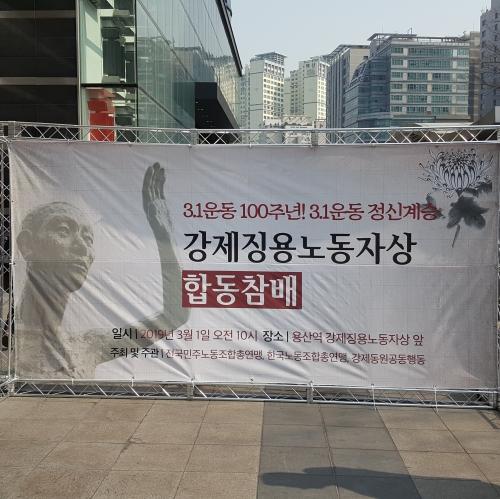 3.1운동 100주년! 3.1운동 정신계승
강제징용노동자상
합동참배
일시 | 2019년 3월 1일 오전 10시 장소 | 용산역 강제징용노동자상 앞
주최 및 주관 | 전국민주노동조합총연맹, 한국노동조합총연맹, 강제동원공동행동